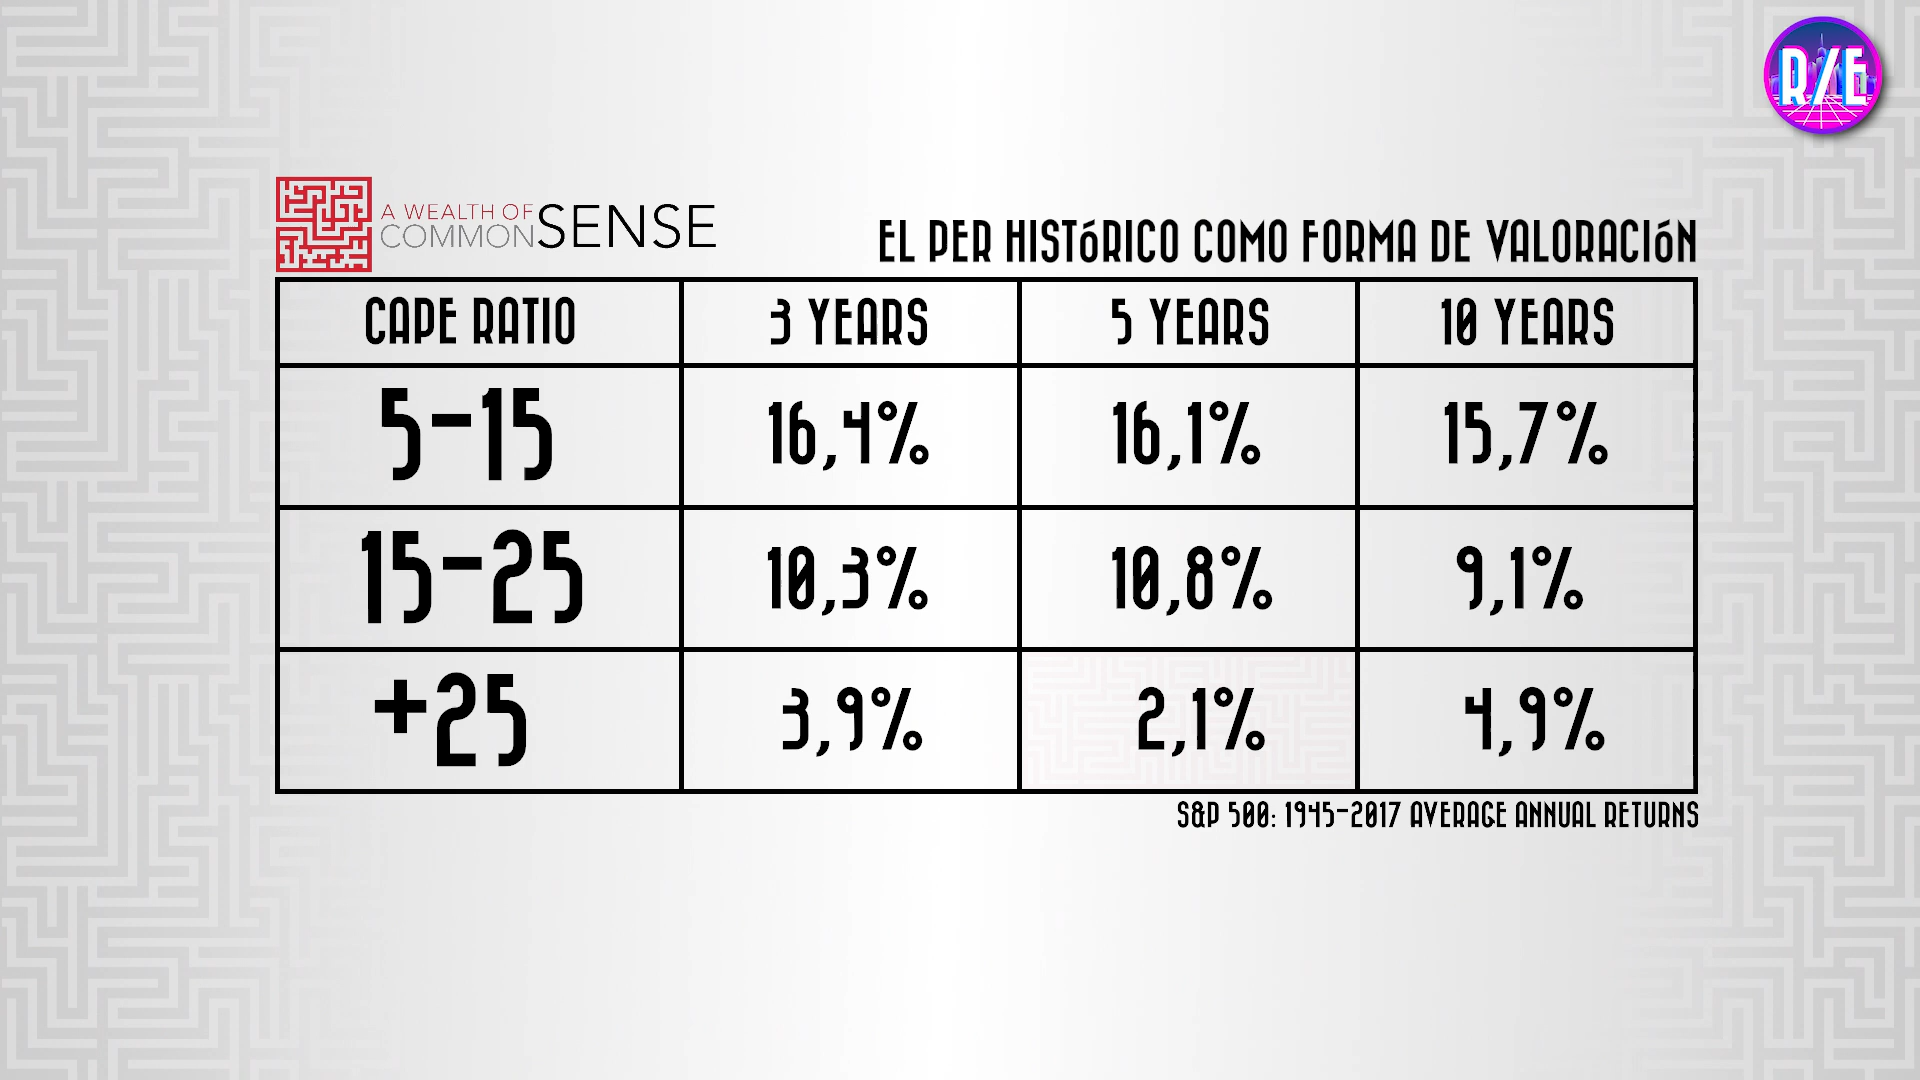 R/E
A WEALTH OF
COMMON SENSE
EL PER HISTóRICO COMO FORMA DE VALORACIóN
CAPE RATIO 3 YEARS 5 YEARS 10 YEARS
5-15 16,4% 16,1% 15,7%
15-25 10,3% 10,8% 9,1%
+25 3,9% 2,1% 4,9%
S&P 500: 1945-2017 AVERAGE ANNUAL RETURNS